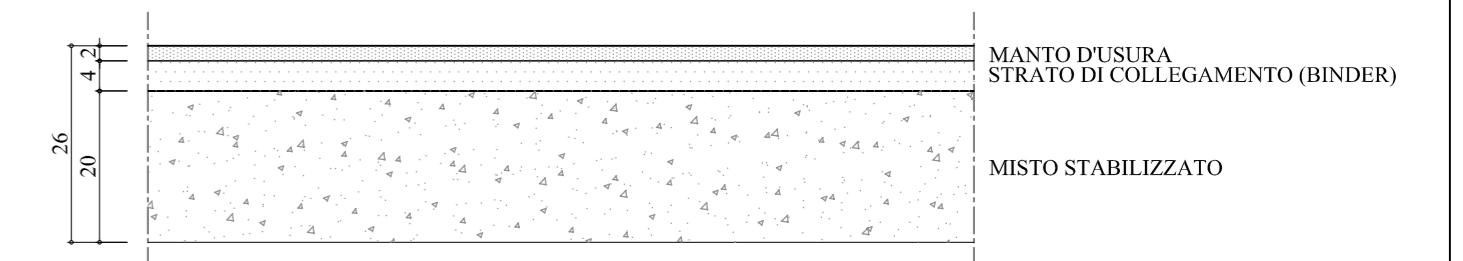 2
4
26
20
MANTO D'USURA
STRATO DI COLLEGAMENTO (BINDER)
MISTO STABILIZZATO